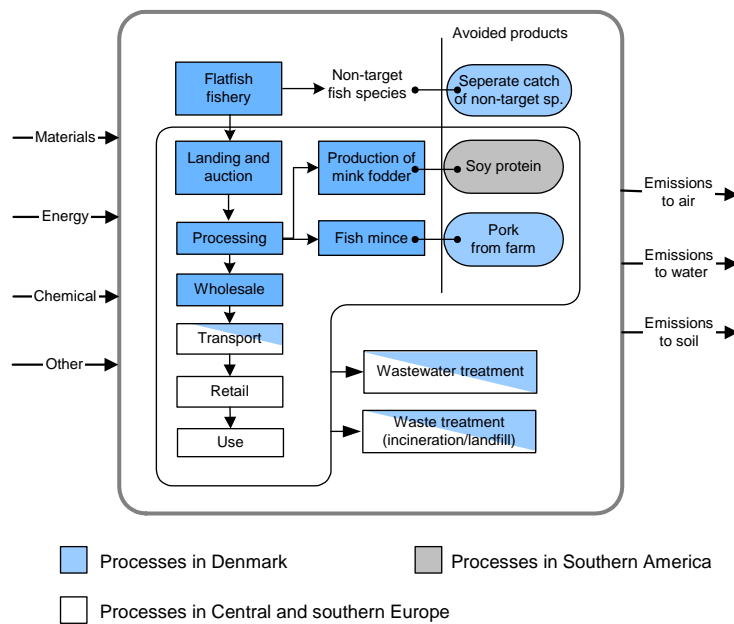 Avoided products
Flatfish
fishery
Non-target
fish species
Seperate catch
of non-target sp.
Materials
Landing and
auction
Production of
mink fodder
Soy protein
Emissions
to air
Energy
Processing
Fish mince
Pork
from farm
Emissions
to water
Chemical
Wholesale
Transport
Emissions
to soil
Other
Retail
Wastewater treatment
Use
Waste treatment
(incineration/landfill)
Processes in Denmark
Processes in Southern America
Processes in Central and southern Europe